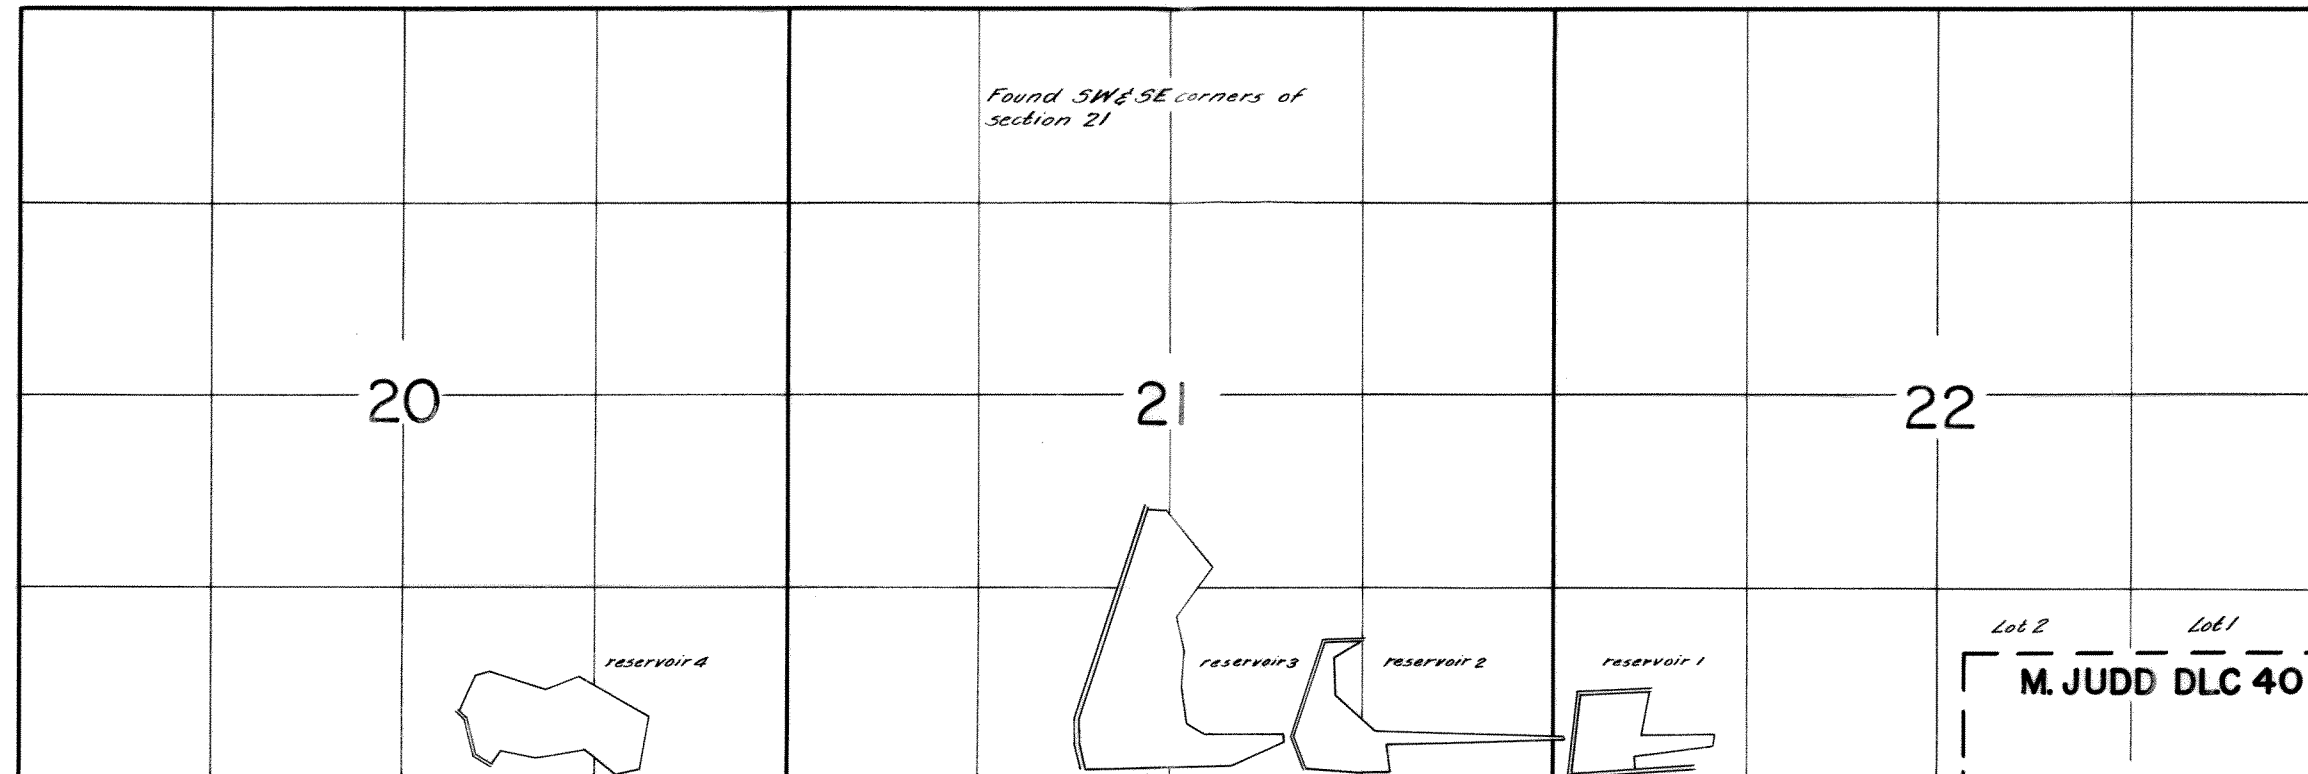 Found SW & SE corners of
section 21
20
21
22
Lot 2
Lot 1
reservoir 4
reservoir 3
reservoir 2
reservoir 1
M. JUDD DLC 40